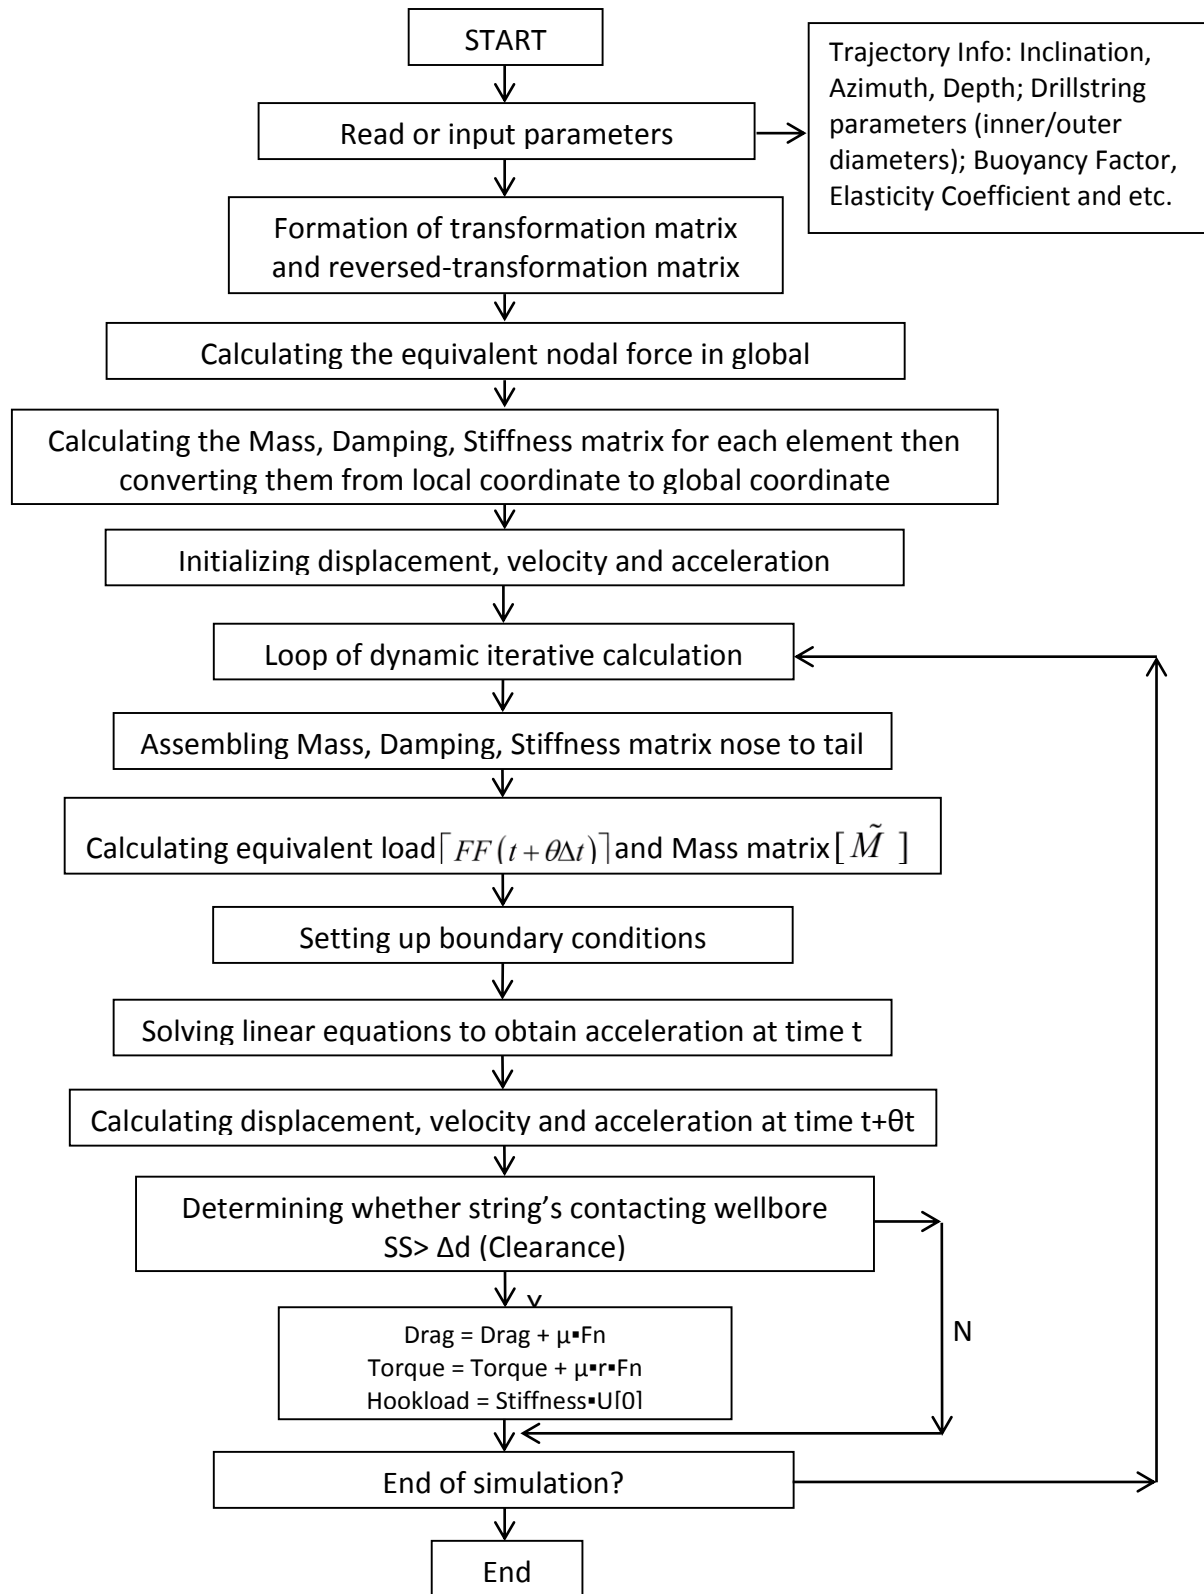 START
Trajectory Info: Inclination,
Azimuth, Depth; Drillstring
parameters (inner/outer
diameters); Buoyancy Factor,
Elasticity Coefficient and etc.
Read or input parameters
Formation of transformation matrix
and reversed-transformation matrix
Calculating the equivalent nodal force in global
Calculating the Mass, Damping, Stiffness matrix for each element then
converting them from local coordinate to global coordinate
Initializing displacement, velocity and acceleration
Loop of dynamic iterative calculation
Assembling Mass, Damping, Stiffness matrix nose to tail
Calculating equivalent load⌈FF(t + θΔt)⌉and Mass matrix[ M̃ ]
Setting up boundary conditions
Solving linear equations to obtain acceleration at time t
Calculating displacement, velocity and acceleration at time t+θt
Determining whether string’s contacting wellbore
SS> Δd (Clearance)
Y
N
Drag = Drag + μ▪Fn
Torque = Torque + μ▪r▪Fn
Hookload = Stiffness▪U[0]
End of simulation?
End